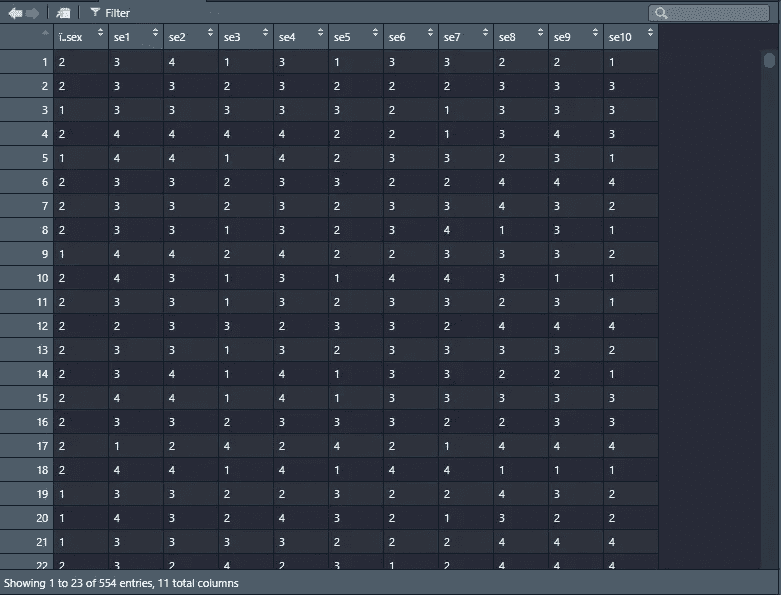 Filter
ï..sex se1 se2 se3 se4 se5 se6 se7 se8 se9 se10
1 2 3 4 1 3 1 3 3 2 2 1
2 2 3 3 2 3 2 2 2 3 3 3
3 1 3 3 3 3 3 2 1 3 3 3
4 2 4 4 4 4 2 2 1 3 4 3
5 1 4 4 1 4 2 3 3 2 3 1
6 2 3 3 2 3 3 2 2 4 4 4
7 2 3 3 2 3 2 3 3 4 3 2
8 2 3 3 1 3 2 3 4 1 3 1
9 1 4 4 2 4 2 2 3 3 3 2
10 2 4 3 1 3 1 4 4 3 1 1
11 2 3 3 1 3 2 3 3 2 3 1
12 2 2 3 3 2 3 3 2 4 4 4
13 2 3 3 1 3 2 3 3 3 3 2
14 2 3 4 1 4 1 3 3 2 2 1
15 2 4 4 1 4 1 3 3 3 3 3
16 2 3 3 2 3 3 3 2 2 3 3
17 2 1 2 4 2 4 2 1 4 4 4
18 2 4 4 1 4 1 4 4 1 1 1
19 1 3 3 2 2 3 2 2 4 3 2
20 1 4 3 2 4 3 2 1 3 2 2
21 1 3 3 3 3 2 2 2 4 4 4
22 2 3 2 4 2 3 1 2 4 4 4
Showing 1 to 23 of 554 entries, 11 total columns